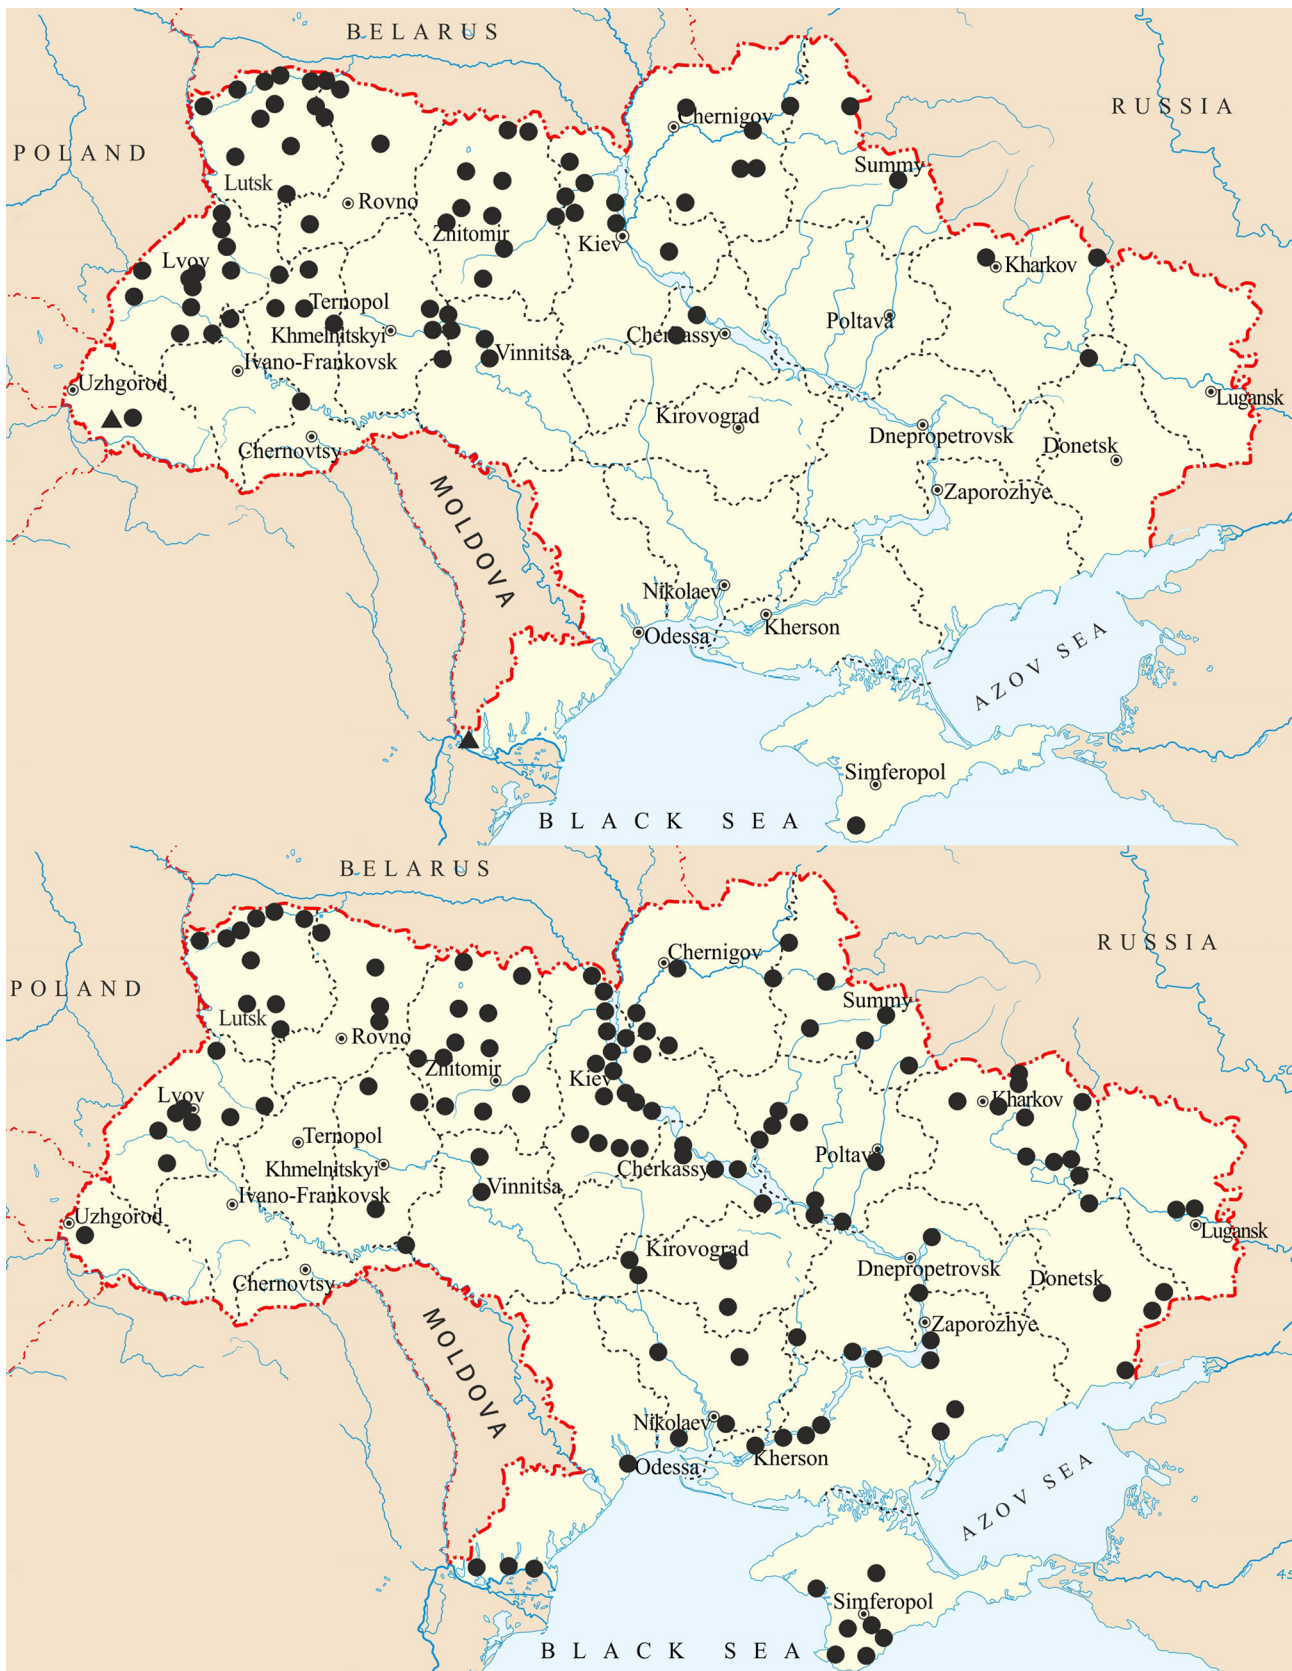 BELARUS
RUSSIA
POLAND
Chernigov
Summy
Lutsk
Rovno
Zhitomir
Kiev
Lvov
Kharkov
Ternopol
Khmelnitskyi
Cherkassy
Poltava
Ivano-Frankovsk
Vinnitsa
Uzhgorod
Lugansk
Kirovograd
Dnepropetrovsk
Donetsk
Chernovtsy
Zaporozhye
MOLDOVA
Nikolaev
Kherson
Odessa
AZOV SEA
Simferopol
BLACK SEA
BELARUS
RUSSIA
POLAND
Chernigov
Summy
Lutsk
Rovno
Zhitomir
Kiev
50
Lvov
Kharkov
Ternopol
Khmelnitskyi
Cherkassy
Poltava
Ivano-Frankovsk
Vinnitsa
Uzhgorod
Lugansk
Kirovograd
Dnepropetrovsk
Donetsk
Chernovtsy
Zaporozhye
MOLDOVA
Nikolaev
Kherson
Odessa
AZOV SEA
45
Simferopol
BLACK SEA